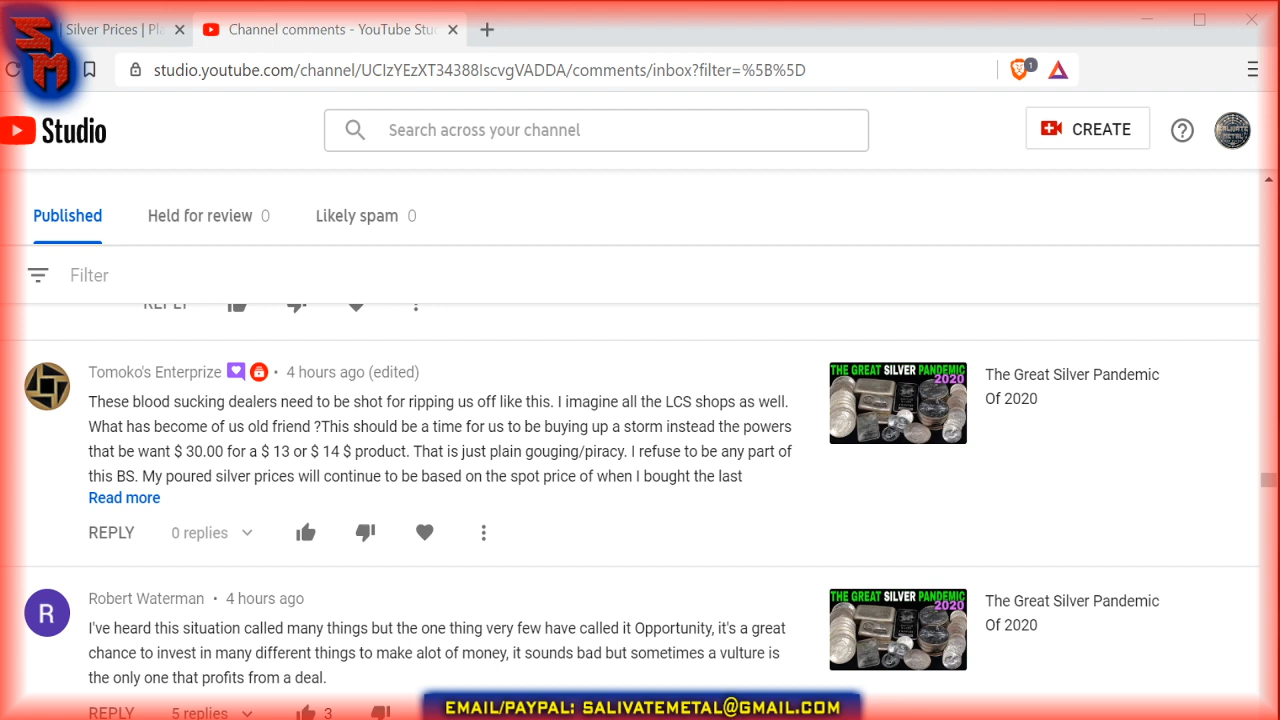 SM
Silver Prices | Pla
Channel comments - YouTube Stu
studio.youtube.com/channel/UCIzYEzXT34388IscvgVADDA/comments/inbox?filter=%5B%5D
1
Studio
Search across your channel
CREATE
Published
Held for review 0
Likely spam 0
Filter
REPLY
Tomoko's Enterprize • 4 hours ago (edited)
These blood sucking dealers need to be shot for ripping us off like this. I imagine all the LCS shops as well.
What has become of us old friend ?This should be a time for us to be buying up a storm instead the powers
that be want $ 30.00 for a $ 13 or $ 14 $ product. That is just plain gouging/piracy. I refuse to be any part of
this BS. My poured silver prices will continue to be based on the spot price of when I bought the last
Read more
REPLY 0 replies
THE GREAT SILVER PANDEMIC
2020
The Great Silver Pandemic
Of 2020
R
Robert Waterman • 4 hours ago
I've heard this situation called many things but the one thing very few have called it Opportunity, it's a great
chance to invest in many different things to make alot of money, it sounds bad but sometimes a vulture is
the only one that profits from a deal.
REPLY 5 replies 3
THE GREAT SILVER PANDEMIC
2020
The Great Silver Pandemic
Of 2020
EMAIL/PAYPAL: SALIVATEMETAL@GMAIL.COM